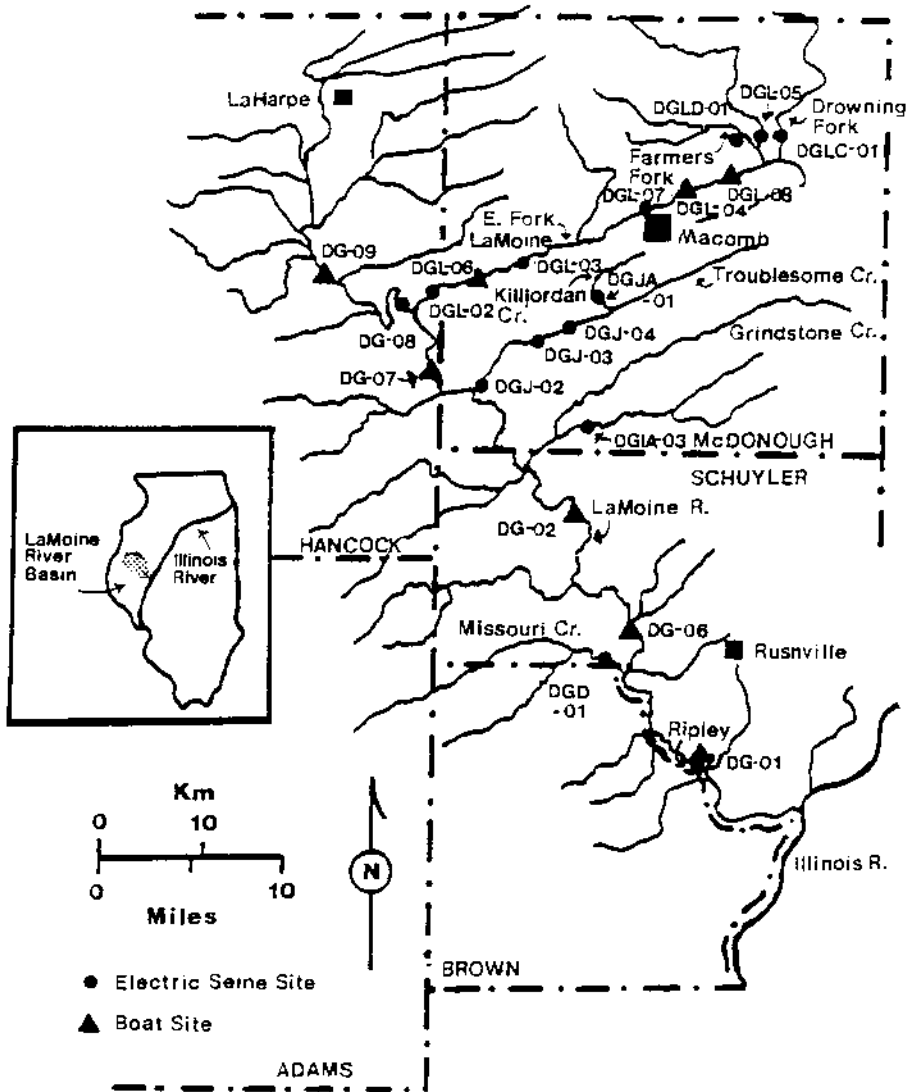 LaHarpe
DGL-05
DGLD-01
Drowning
Fork
DGLC-01
Farmers
Fork
DGL-07
DGL-04
DGL-08
E. Fork
LaMoine
Macomb
DG-09
DGL-06
DGL-03
DGJA
-01
Troublesome Cr.
Killjordan
Cr.
DGL-02
DG-08
DGJ-04
Grindstone Cr.
DGJ-03
DG-07
DGJ-02
DGIA-03
McDONOUGH
SCHUYLER
LaMoine R.
DG-02
HANCOCK
LaMoine
River
Basin
Illinois
River
Missouri Cr.
DG-06
Rushville
DGD
-01
Ripley
DG-01
Km
0 10
0 10
Miles
N
Illinois R.
BROWN
Electric Seine Site
Boat Site
ADAMS